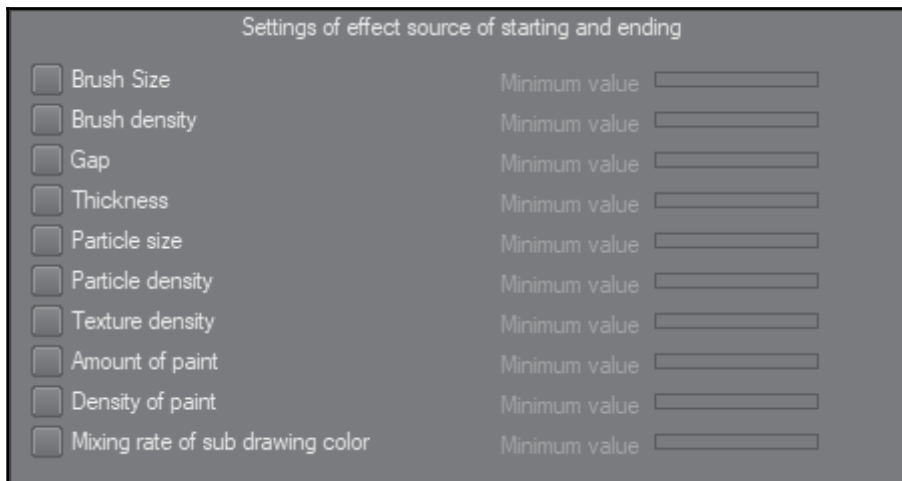 Settings of effect source of starting and ending
Brush Size Minimum value
Brush density Minimum value
Gap Minimum value
Thickness Minimum value
Particle size Minimum value
Particle density Minimum value
Texture density Minimum value
Amount of paint Minimum value
Density of paint Minimum value
Mixing rate of sub drawing color Minimum value